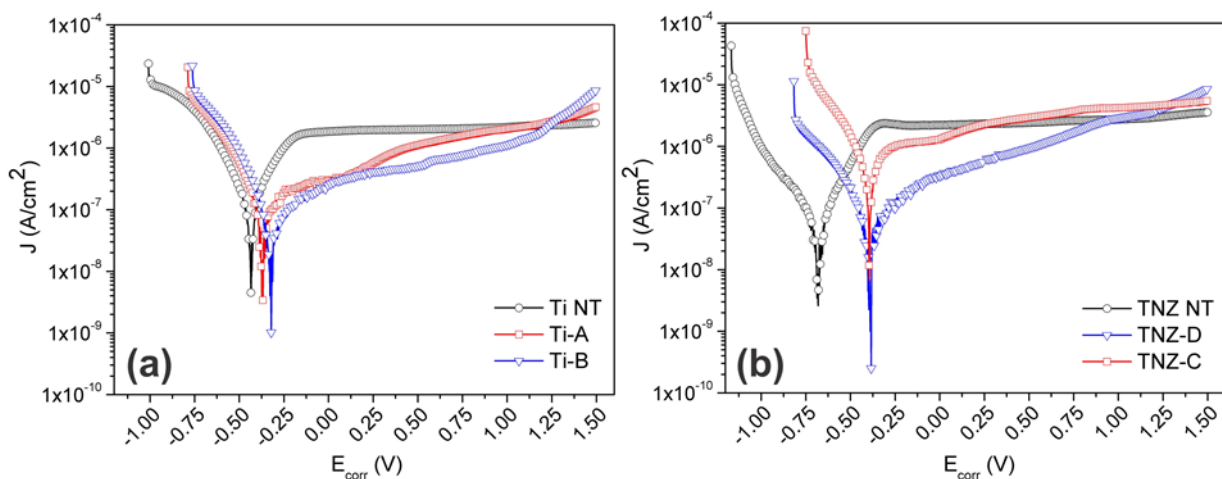 1x10⁻⁴
1x10⁻⁵
1x10⁻⁶
1x10⁻⁷
1x10⁻⁸
1x10⁻⁹
1x10⁻¹⁰
J (A/cm²)
-1.00 -0.75 -0.50 -0.25 0.00 0.25 0.50 0.75 1.00 1.25 1.50
E_corr (V)
(a)
Ti NT
Ti-A
Ti-B
1x10⁻⁴
1x10⁻⁵
1x10⁻⁶
1x10⁻⁷
1x10⁻⁸
1x10⁻⁹
1x10⁻¹⁰
J (A/cm²)
-1.00 -0.75 -0.50 -0.25 0.00 0.25 0.50 0.75 1.00 1.25 1.50
E_corr (V)
(b)
TNZ NT
TNZ-D
TNZ-C